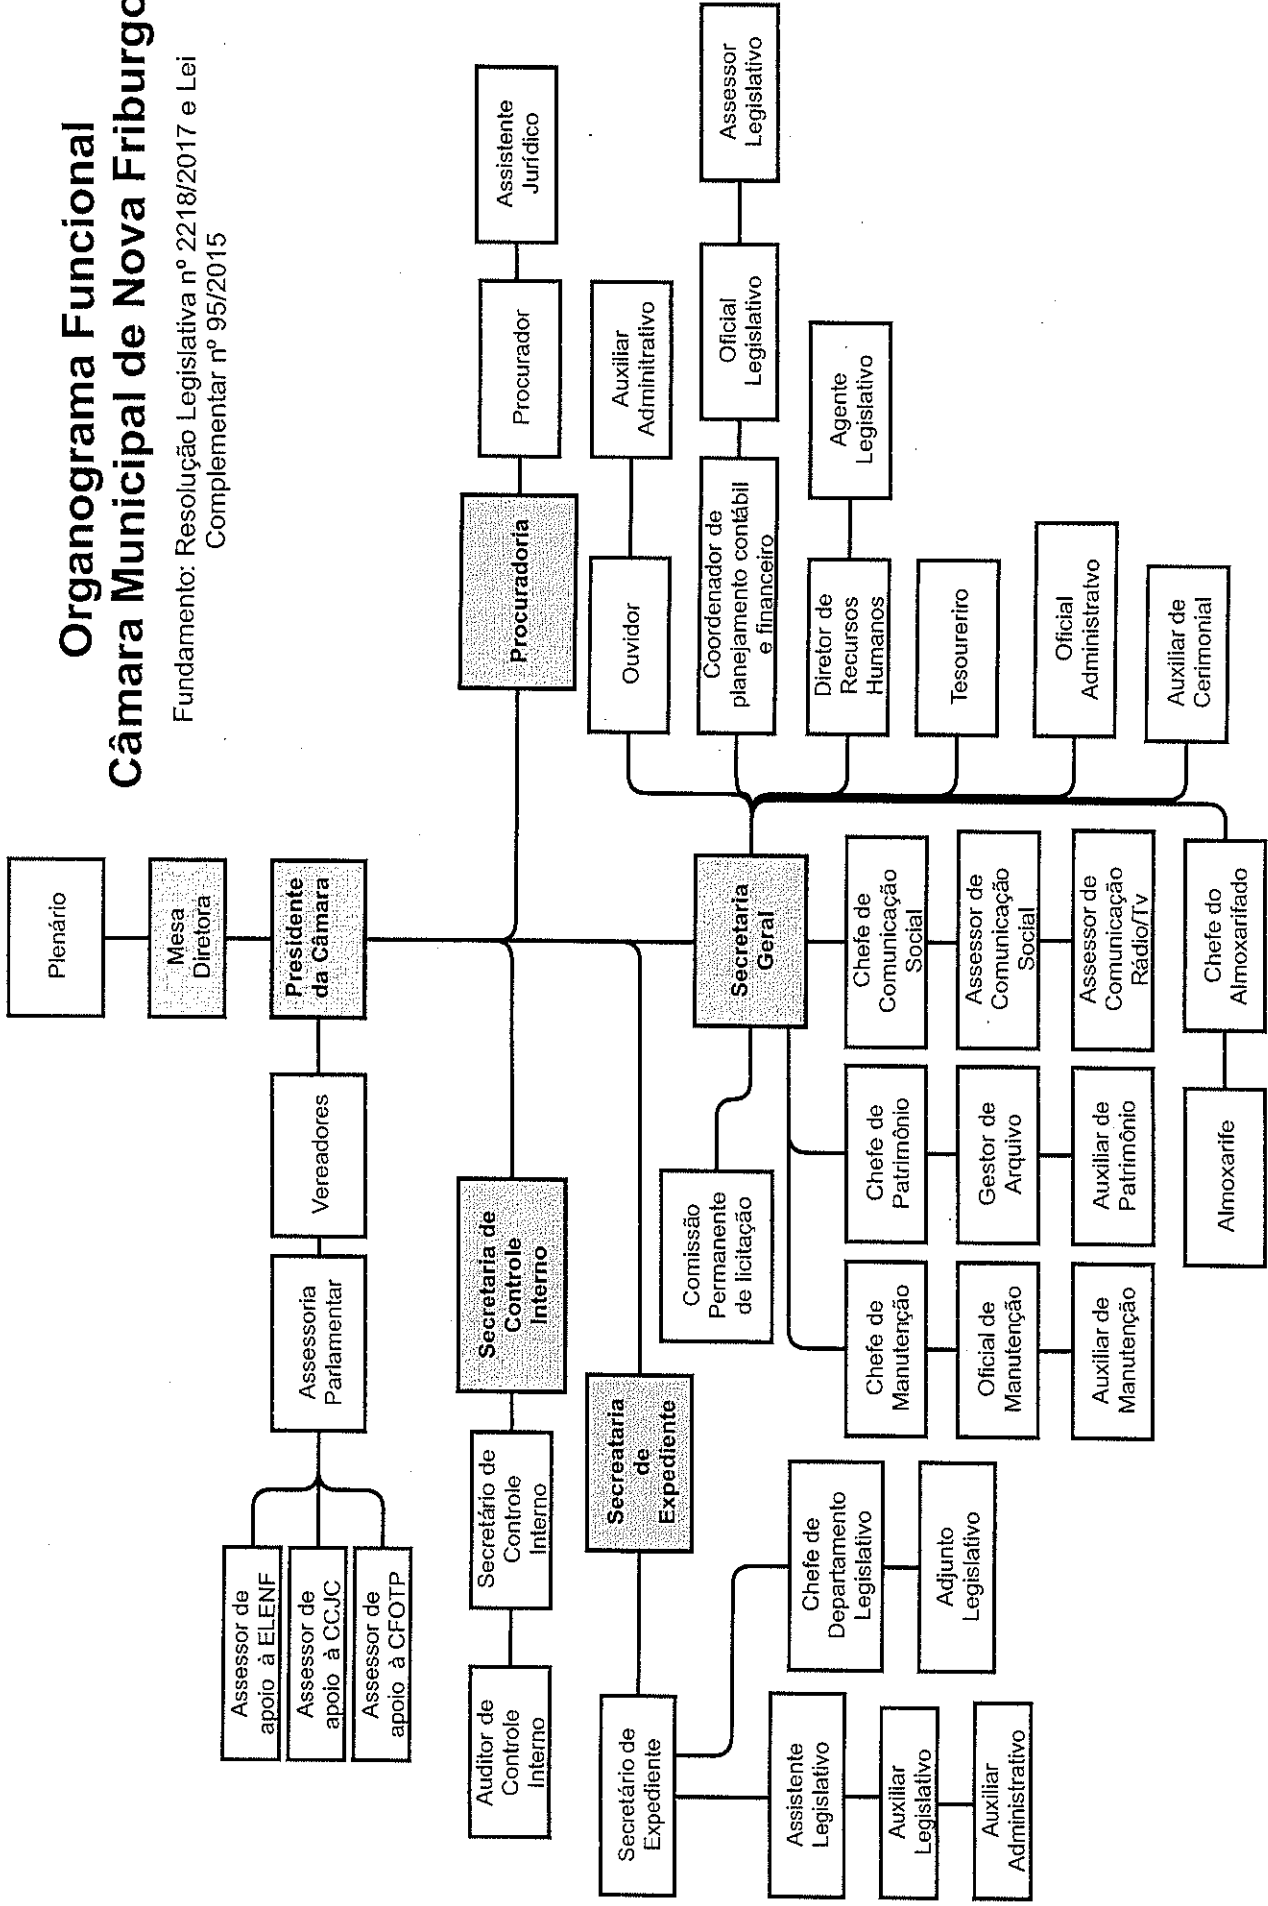 Organograma Funcional
Câmara Municipal de Nova Friburgo
Fundamento: Resolução Legislativa nº 2218/2017 e Lei
Complementar nº 95/2015
Plenário
Mesa
Diretora
Presidente
da Câmara
Vereadores
Assessoria
Parlamentar
Assessor de
apoio à ELENF
Assessor de
apoio à CCJC
Assessor de
apoio à CFOTP
Procuradoria
Procurador
Assistente
Jurídico
Secretaria de
Controle
Interno
Secretário de
Controle
Interno
Auditor de
Controle
Interno
Secreataria
de
Expediente
Secretário de
Expediente
Chefe de
Departamento
Legislativo
Adjunto
Legislativo
Assistente
Legislativo
Auxiliar
Legislativo
Auxiliar
Administrativo
Secretaria
Geral
Comissão
Permanente
de licitação
Ouvidor
Auxiliar
Adminitrativo
Coordenador de
planejamento contábil
e financeiro
Oficial
Legislativo
Assessor
Legislativo
Diretor de
Recursos
Humanos
Agente
Legislativo
Tesoureriro
Oficial
Administratvo
Auxiliar de
Cerimonial
Chefe de
Manutenção
Oficial de
Manutenção
Auxiliar de
Manutenção
Chefe de
Patrimônio
Gestor de
Arquivo
Auxiliar de
Patrimônio
Chefe de
Comunicação
Social
Assessor de
Comunicação
Social
Assessor de
Comunicação
Rádio/Tv
Chefe do
Almoxarifado
Almoxarife